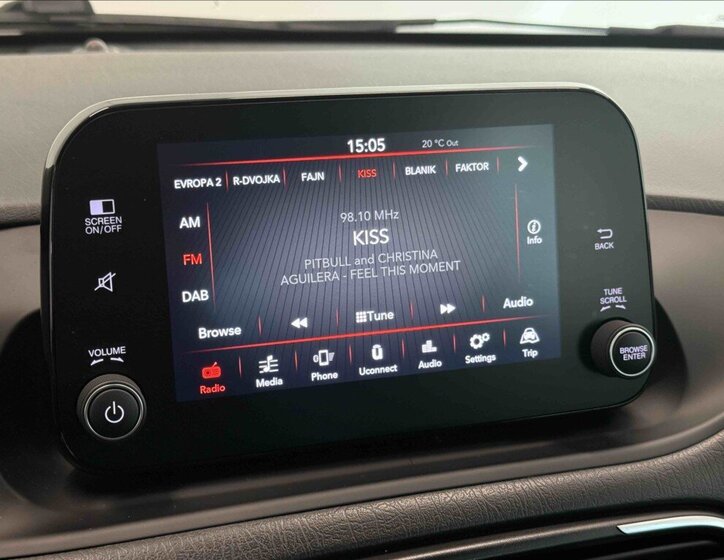 15:05 20 °C Out
EVROPA 2 R-DVOJKA FAJN KISS BLANIK FAKTOR
SCREEN
ON/OFF
AM
98.10 MHz
KISS
Info
BACK
FM
PITBULL and CHRISTINA
AGUILERA - FEEL THIS MOMENT
DAB
TUNE
SCROLL
Browse Tune Audio
VOLUME
Radio Media Phone Uconnect Audio Settings Trip
BROWSE
ENTER